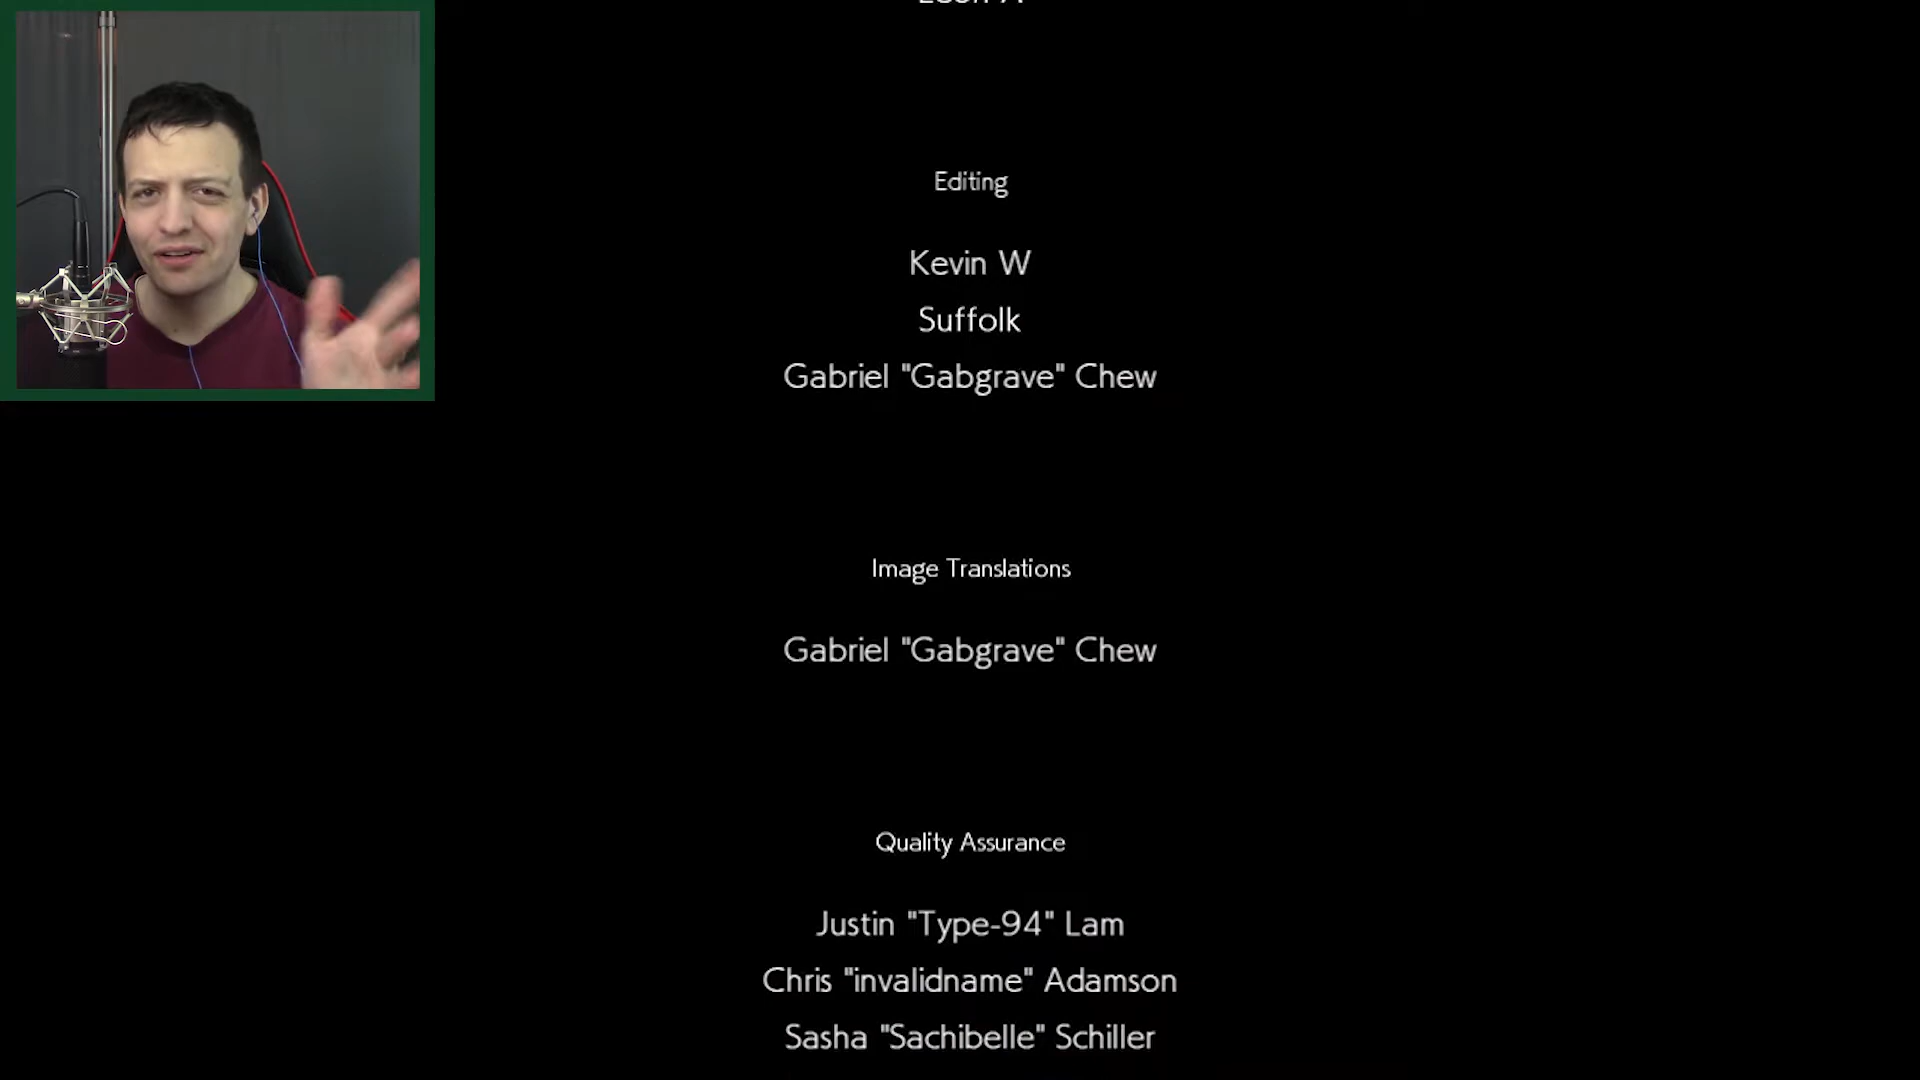 Editing
Kevin W
Suffolk
Gabriel "Gabgrave" Chew
Image Translations
Gabriel "Gabgrave" Chew
Quality Assurance
Justin "Type-94" Lam
Chris "invalidname" Adamson
Sasha "Sachibelle" Schiller